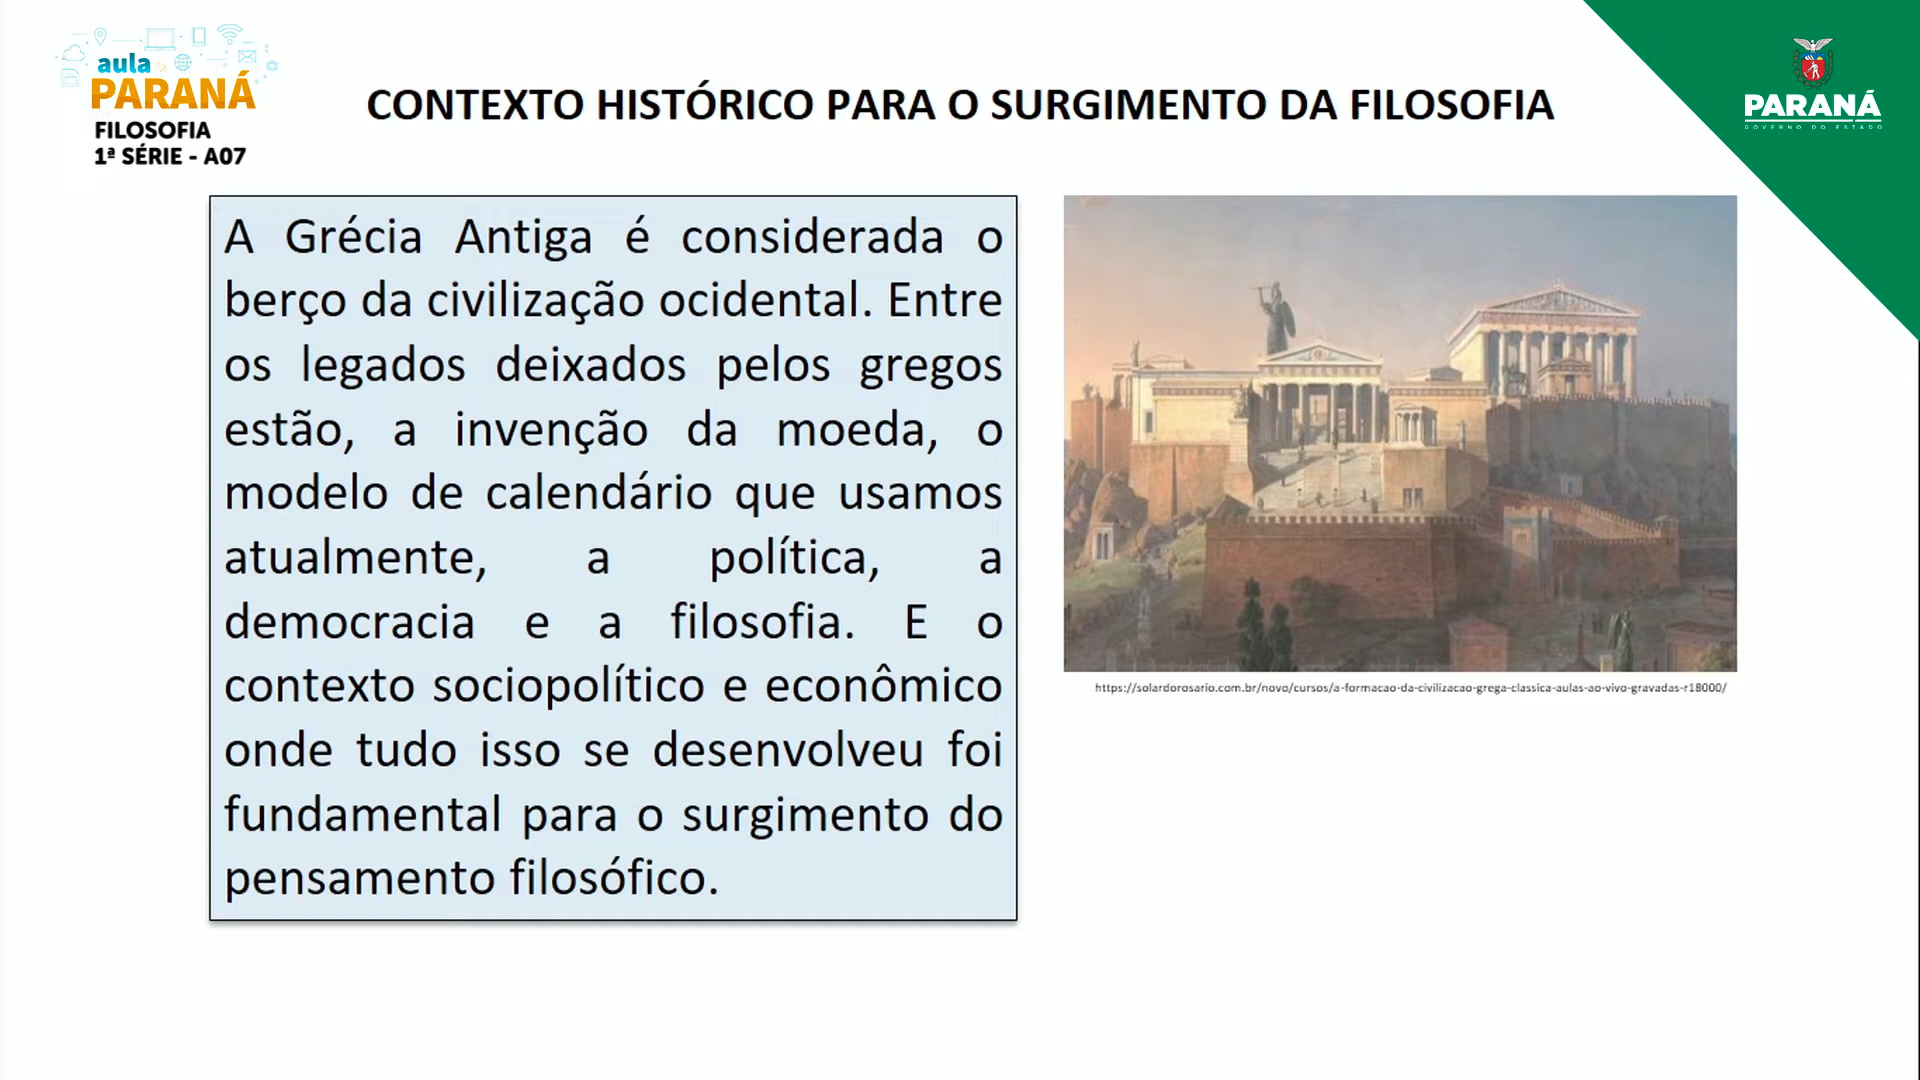 aula
PARANÁ
FILOSOFIA
1ª SÉRIE - A07
CONTEXTO HISTÓRICO PARA O SURGIMENTO DA FILOSOFIA
PARANÁ
GOVERNO DO ESTADO
A Grécia Antiga é considerada o
berço da civilização ocidental. Entre
os legados deixados pelos gregos
estão, a invenção da moeda, o
modelo de calendário que usamos
atualmente, a política, a
democracia e a filosofia. E o
contexto sociopolítico e econômico
onde tudo isso se desenvolveu foi
fundamental para o surgimento do
pensamento filosófico.
https://solardorosario.com.br/novo/cursos/a-formacao-da-civilizacao-grega-classica-aulas-ao-vivo-gravadas-r18000/